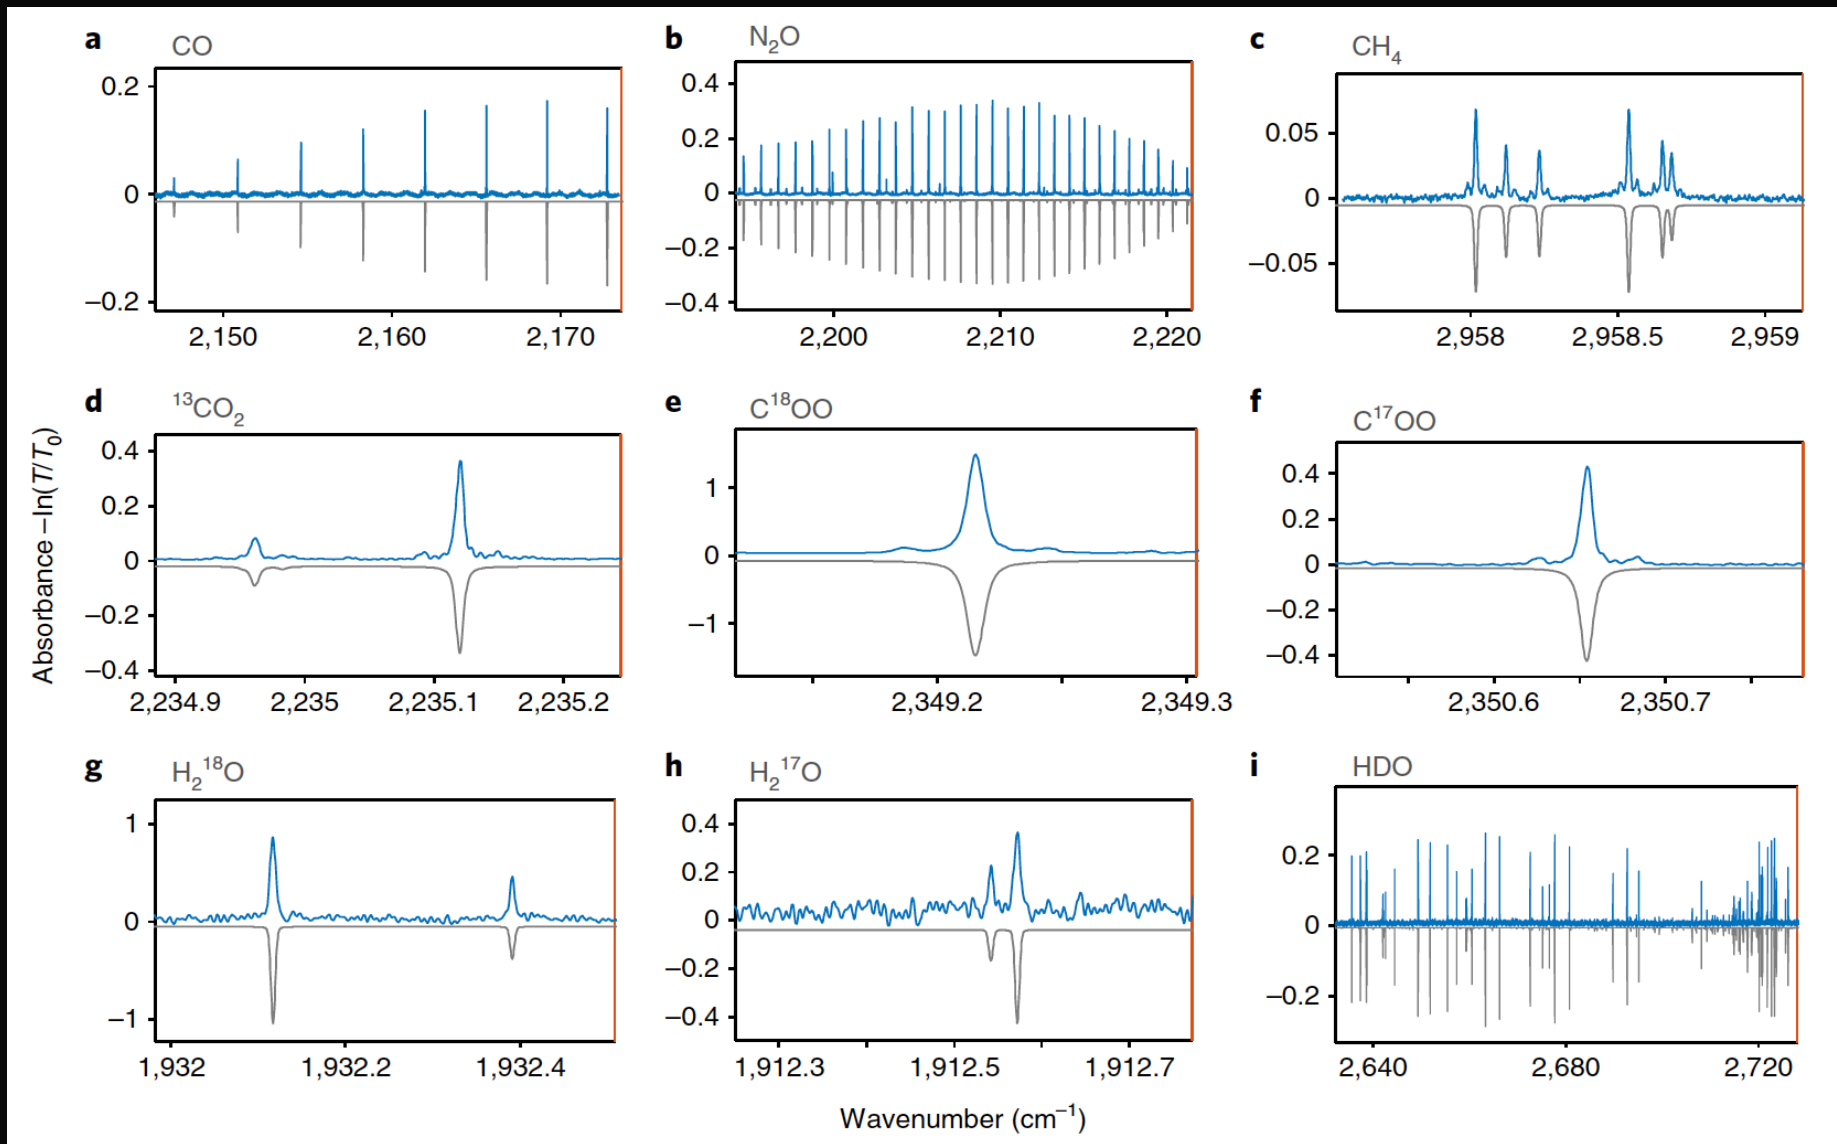 a CO
0.2
0
−0.2
2,150 2,160 2,170
b N₂O
0.4
0.2
0
−0.2
−0.4
2,200 2,210 2,220
c CH₄
0.05
0
−0.05
2,958 2,958.5 2,959
d ¹³CO₂
0.4
0.2
0
−0.2
−0.4
2,234.9 2,235 2,235.1 2,235.2
e C¹⁸OO
1
0
−1
2,349.2 2,349.3
f C¹⁷OO
0.4
0.2
0
−0.2
−0.4
2,350.6 2,350.7
g H₂¹⁸O
1
0
−1
1,932 1,932.2 1,932.4
h H₂¹⁷O
0.4
0.2
0
−0.2
−0.4
1,912.3 1,912.5 1,912.7
i HDO
0.2
0
−0.2
2,640 2,680 2,720
Absorbance −ln(T/T₀)
Wavenumber (cm⁻¹)